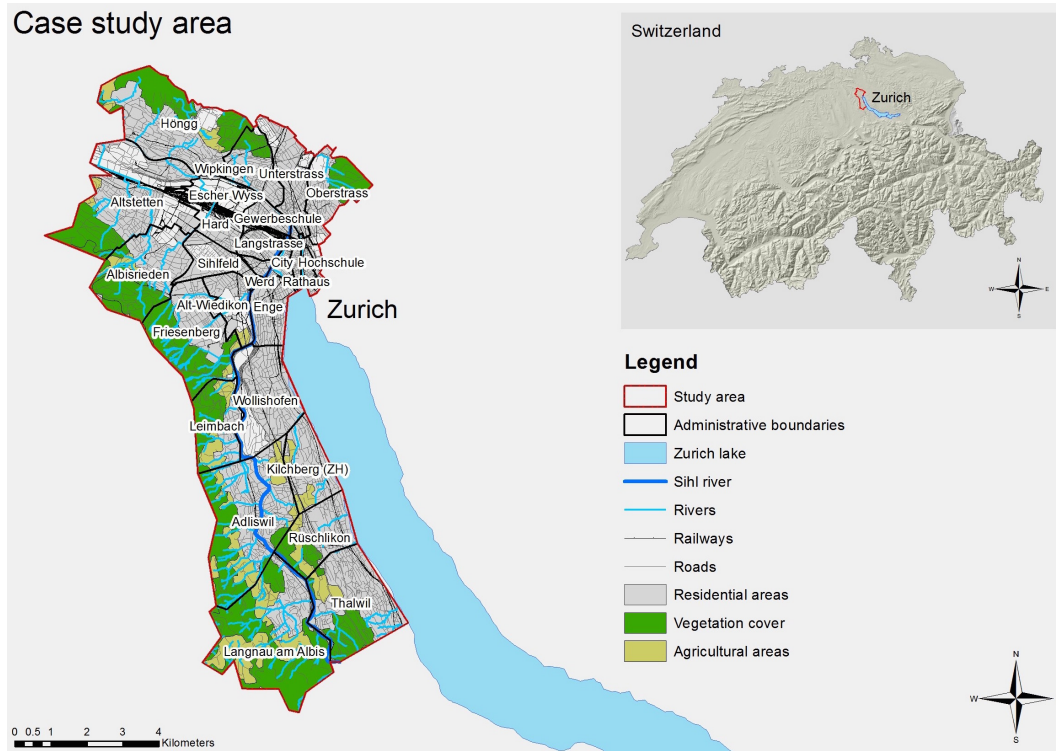 Case study area
Switzerland
Zurich
N
W E
S
Höngg
Wipkingen
Unterstrass
Oberstrass
Escher Wyss
Altstetten
Hard
Gewerbeschule
Langstrasse
Sihlfeld
City Hochschule
Albisrieden
Werd Rathaus
Alt-Wiedikon
Enge
Zurich
Friesenberg
Wollishofen
Leimbach
Kilchberg (ZH)
Adliswil
Rüschlikon
Thalwil
Langnau am Albis
Legend
Study area
Administrative boundaries
Zurich lake
Sihl river
Rivers
Railways
Roads
Residential areas
Vegetation cover
Agricultural areas
N
W E
S
0 0.5 1 2 3 4
Kilometers